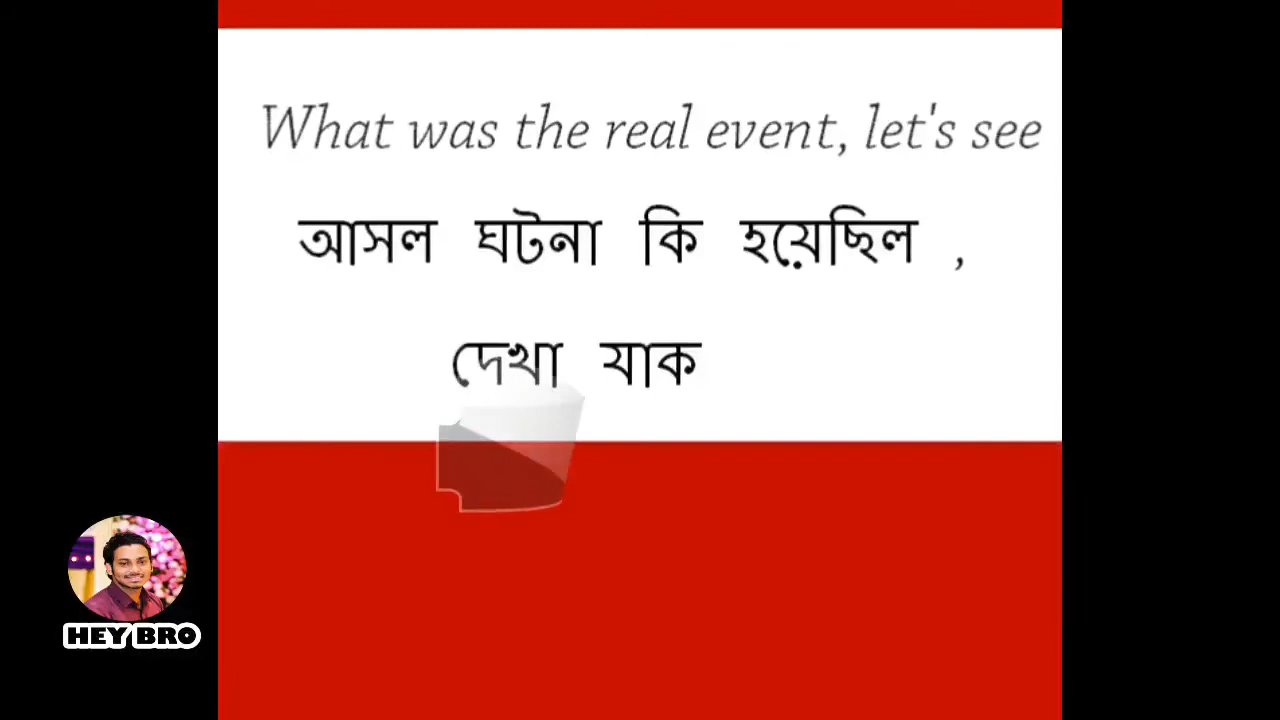 What was the real event, let's see
আসল ঘটনা কি হয়েছিল ,
দেখা যাক
HEY BRO